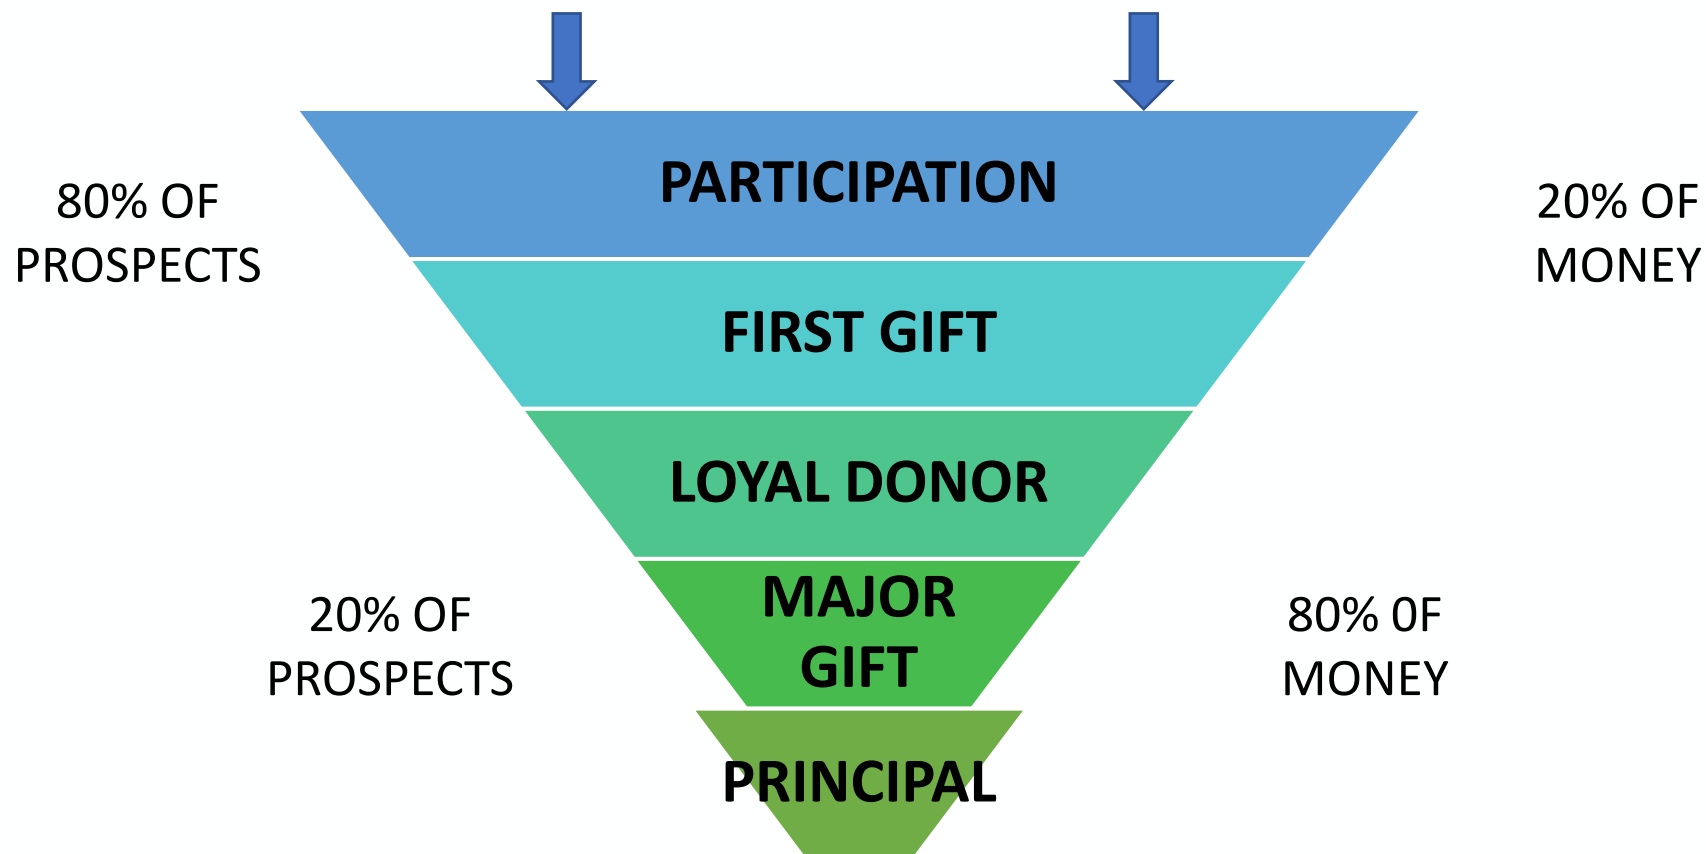 PARTICIPATION
80% OF
PROSPECTS
20% OF
MONEY
FIRST GIFT
LOYAL DONOR
MAJOR
GIFT
20% OF
PROSPECTS
80% 0F
MONEY
PRINCIPAL